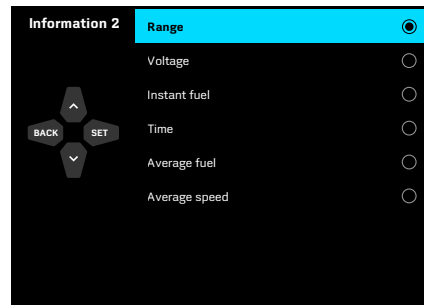 Information 2
Range
Voltage
Instant fuel
BACK
SET
Time
Average fuel
Average speed